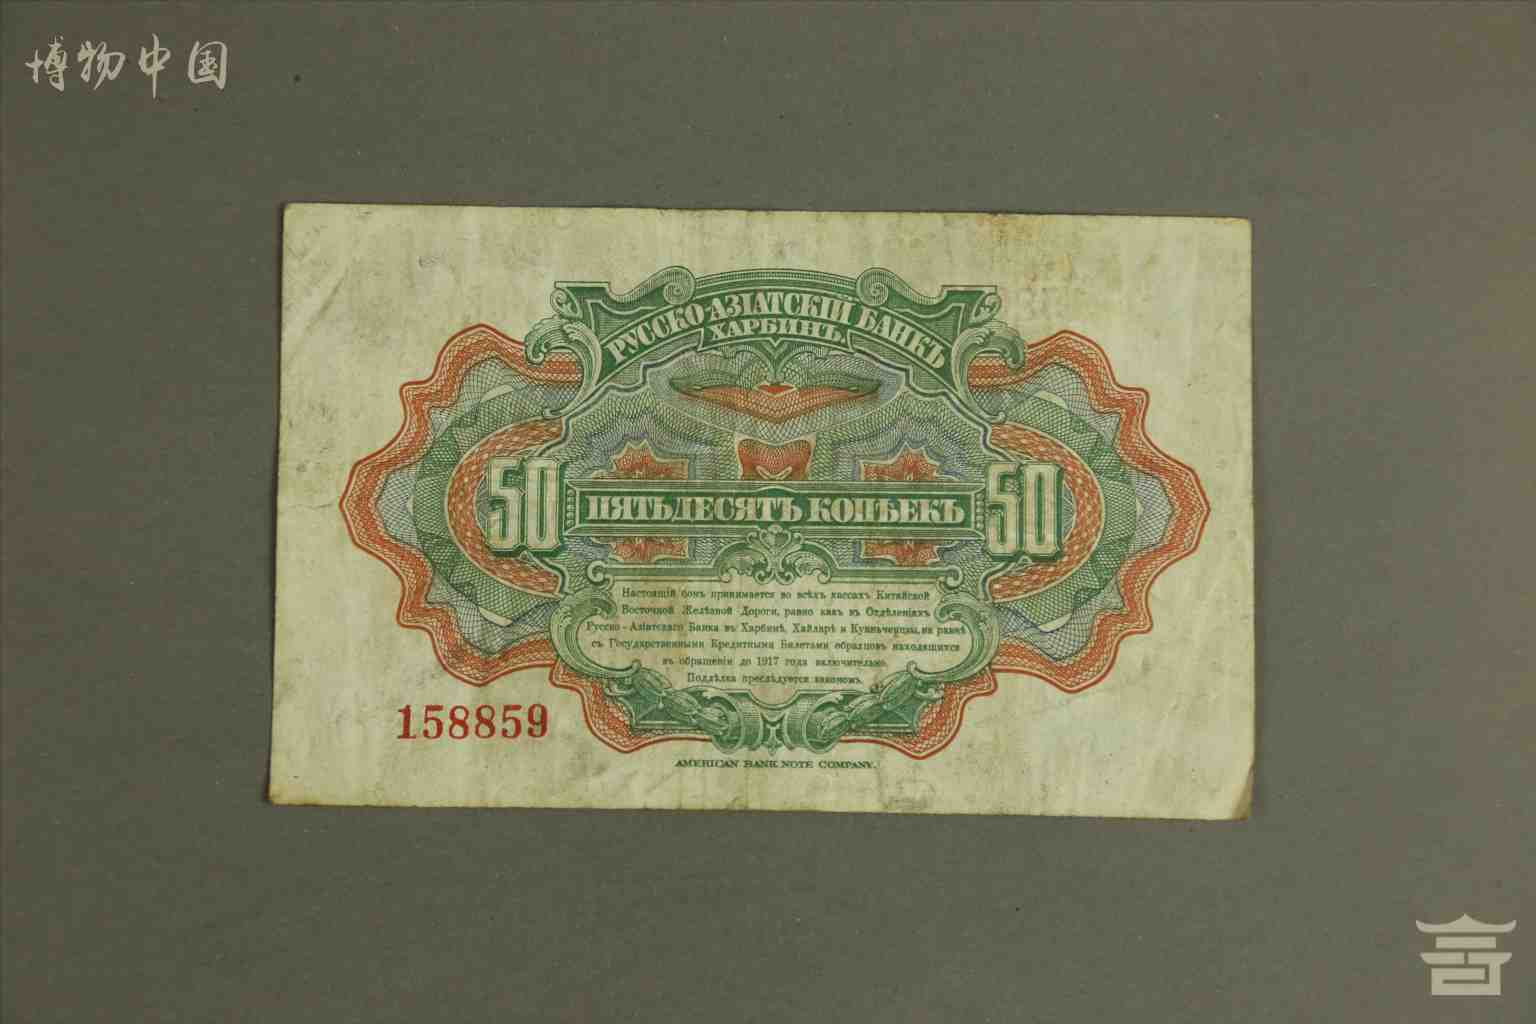 博物中国
РУССКО-АЗІАТСКІЙ БАНКЪ
ХАРБИНЪ.
50 ПЯТЬДЕСЯТЪ КОПѢЕКЪ 50
Настоящій бонъ принимается во всѣхъ кассахъ Китайской
Восточной Желѣзной Дороги, равно какъ въ Отдѣленіяхъ
Русско-Азіатскаго Банка въ Харбинѣ, Хайларѣ и Куаньченцзы, на равнѣ
съ Государственными Кредитными Билетами образцовъ находящихся
въ обращеніи до 1917 года включительно.
Поддѣлка преслѣдуется закономъ.
158859
AMERICAN BANK NOTE COMPANY.